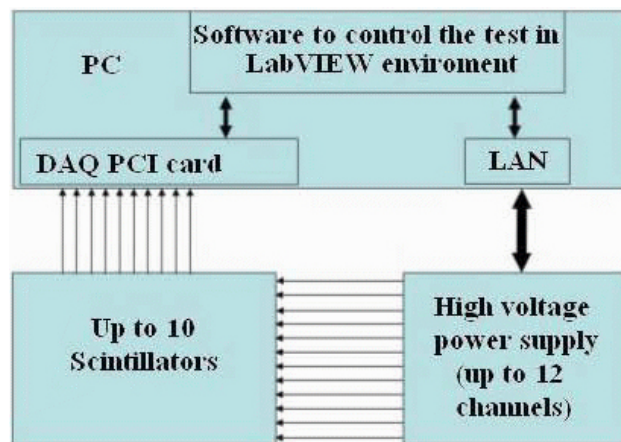 Software to control the test in
LabVIEW enviroment
PC
DAQ PCI card
LAN
Up to 10
Scintillators
High voltage
power supply
(up to 12
channels)